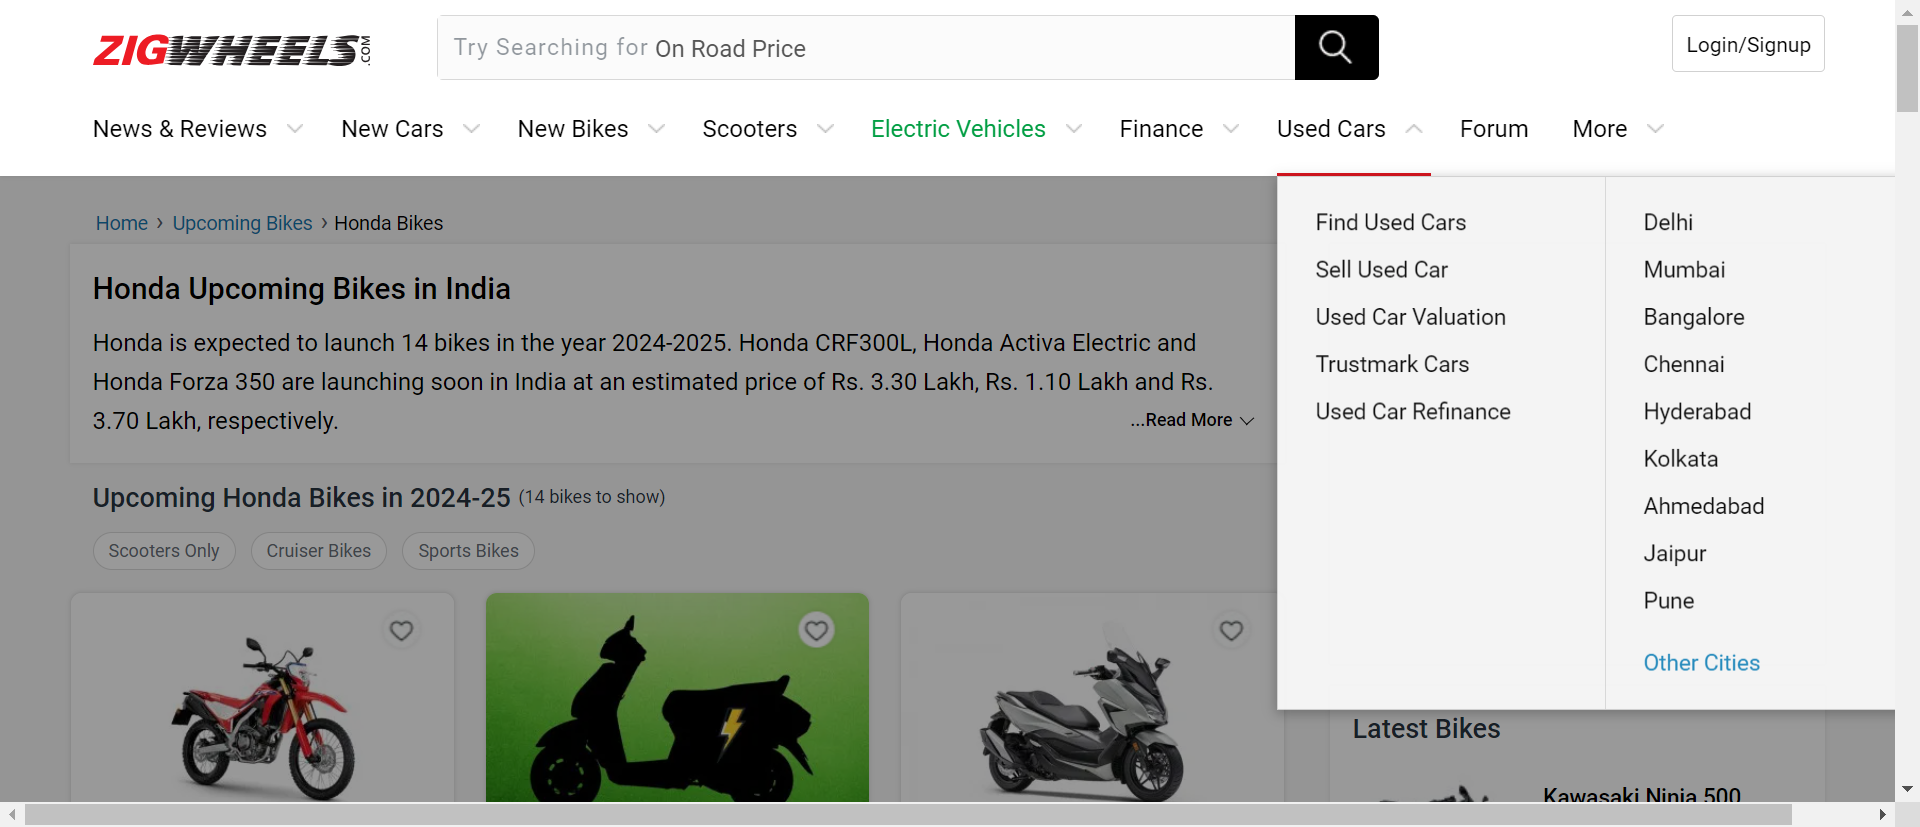 ZIGWHEELS.COM
Try Searching for On Road Price
Login/Signup
News & Reviews New Cars New Bikes Scooters Electric Vehicles Finance Used Cars Forum More
Home › Upcoming Bikes › Honda Bikes
Honda Upcoming Bikes in India
Honda is expected to launch 14 bikes in the year 2024-2025. Honda CRF300L, Honda Activa Electric and
Honda Forza 350 are launching soon in India at an estimated price of Rs. 3.30 Lakh, Rs. 1.10 Lakh and Rs.
3.70 Lakh, respectively.
...Read More
Upcoming Honda Bikes in 2024-25 (14 bikes to show)
Scooters Only Cruiser Bikes Sports Bikes
Find Used Cars
Sell Used Car
Used Car Valuation
Trustmark Cars
Used Car Refinance
Delhi
Mumbai
Bangalore
Chennai
Hyderabad
Kolkata
Ahmedabad
Jaipur
Pune
Other Cities
Latest Bikes
Kawasaki Ninja 500